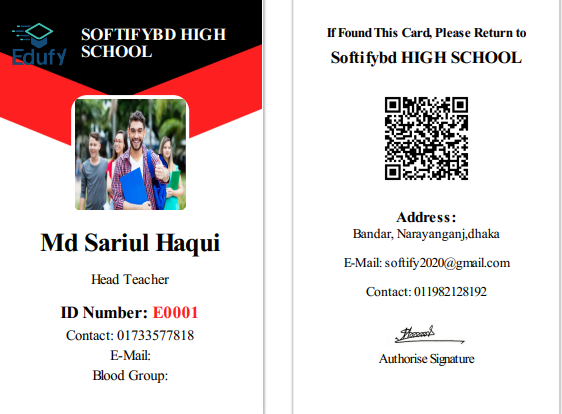 Edufy
SOFTIFYBD HIGH
SCHOOL
Md Sariul Haqui
Head Teacher
ID Number: E0001
Contact: 01733577818
E-Mail:
Blood Group:
If Found This Card, Please Return to
Softifybd HIGH SCHOOL
Address:
Bandar, Narayanganj,dhaka
E-Mail: softify2020@gmail.com
Contact: 011982128192
Authorise Signature